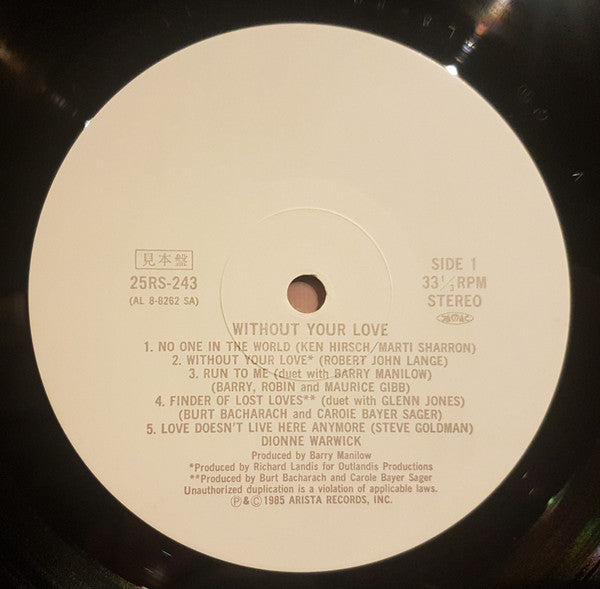 見本盤
25RS-243
(AL 8-8262 SA)
SIDE 1
33 1/3 RPM
STEREO
WITHOUT YOUR LOVE
1. NO ONE IN THE WORLD (KEN HIRSCH/MARTI SHARRON)
2. WITHOUT YOUR LOVE* (ROBERT JOHN LANGE)
3. RUN TO ME (duet with BARRY MANILOW)
(BARRY, ROBIN and MAURICE GIBB)
4. FINDER OF LOST LOVES** (duet with GLENN JONES)
(BURT BACHARACH and CAROIE BAYER SAGER)
5. LOVE DOESN'T LIVE HERE ANYMORE (STEVE GOLDMAN)
DIONNE WARWICK
Produced by Barry Manilow
*Produced by Richard Landis for Outlandis Productions
**Produced by Burt Bacharach and Carole Bayer Sager
Unauthorized duplication is a violation of applicable laws.
Ⓟ&Ⓒ1985 ARISTA RECORDS, INC.